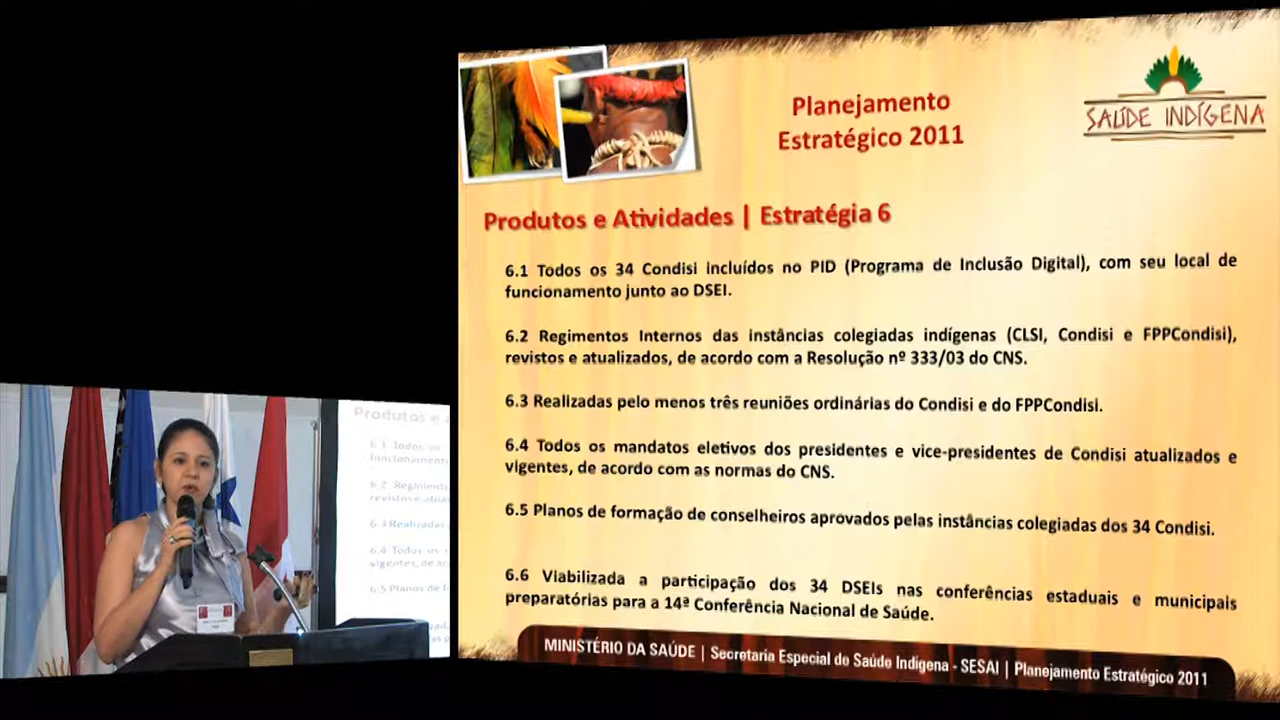 Planejamento
Estratégico 2011
SAÚDE INDÍGENA
Produtos e Atividades | Estratégia 6
6.1 Todos os 34 Condisi incluídos no PID (Programa de Inclusão Digital), com seu local de
funcionamento junto ao DSEI.
6.2 Regimentos Internos das instâncias colegiadas indígenas (CLSI, Condisi e FPPCondisi),
revistos e atualizados, de acordo com a Resolução nº 333/03 do CNS.
6.3 Realizadas pelo menos três reuniões ordinárias do Condisi e do FPPCondisi.
6.4 Todos os mandatos eletivos dos presidentes e vice-presidentes de Condisi atualizados e
vigentes, de acordo com as normas do CNS.
6.5 Planos de formação de conselheiros aprovados pelas instâncias colegiadas dos 34 Condisi.
6.6 Viabilizada a participação dos 34 DSEIs nas conferências estaduais e municipais
preparatórias para a 14ª Conferência Nacional de Saúde.
MINISTÉRIO DA SAÚDE | Secretaria Especial de Saúde Indígena - SESAI | Planejamento Estratégico 2011
Produtos e
6.1 Todos os
funcionamento
6.2 Regimento
6.3 Realizadas
6.4 Todos os
vigentes, de
6.5 Planos de